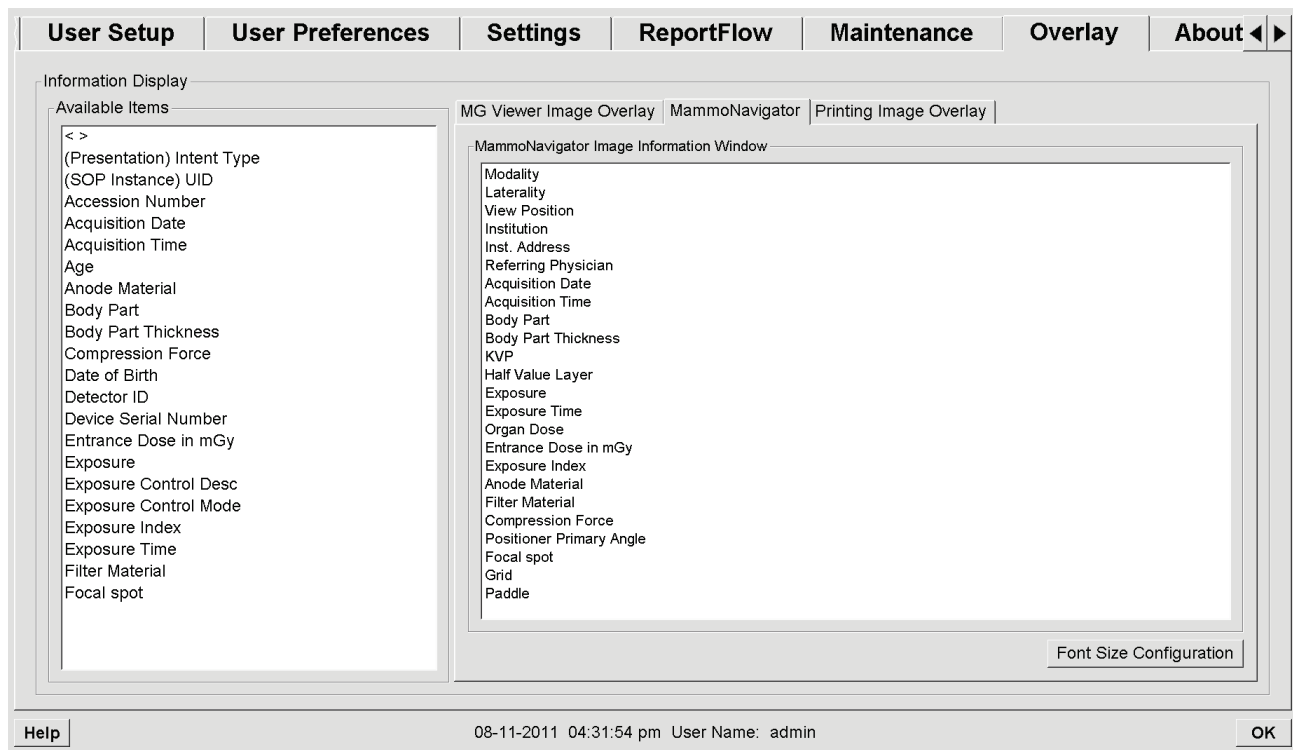 User Setup User Preferences Settings ReportFlow Maintenance Overlay About
Information Display
Available Items
< >
(Presentation) Intent Type
(SOP Instance) UID
Accession Number
Acquisition Date
Acquisition Time
Age
Anode Material
Body Part
Body Part Thickness
Compression Force
Date of Birth
Detector ID
Device Serial Number
Entrance Dose in mGy
Exposure
Exposure Control Desc
Exposure Control Mode
Exposure Index
Exposure Time
Filter Material
Focal spot
MG Viewer Image Overlay MammoNavigator Printing Image Overlay
MammoNavigator Image Information Window
Modality
Laterality
View Position
Institution
Inst. Address
Referring Physician
Acquisition Date
Acquisition Time
Body Part
Body Part Thickness
KVP
Half Value Layer
Exposure
Exposure Time
Organ Dose
Entrance Dose in mGy
Exposure Index
Anode Material
Filter Material
Compression Force
Positioner Primary Angle
Focal spot
Grid
Paddle
Font Size Configuration
Help 08-11-2011 04:31:54 pm User Name: admin OK